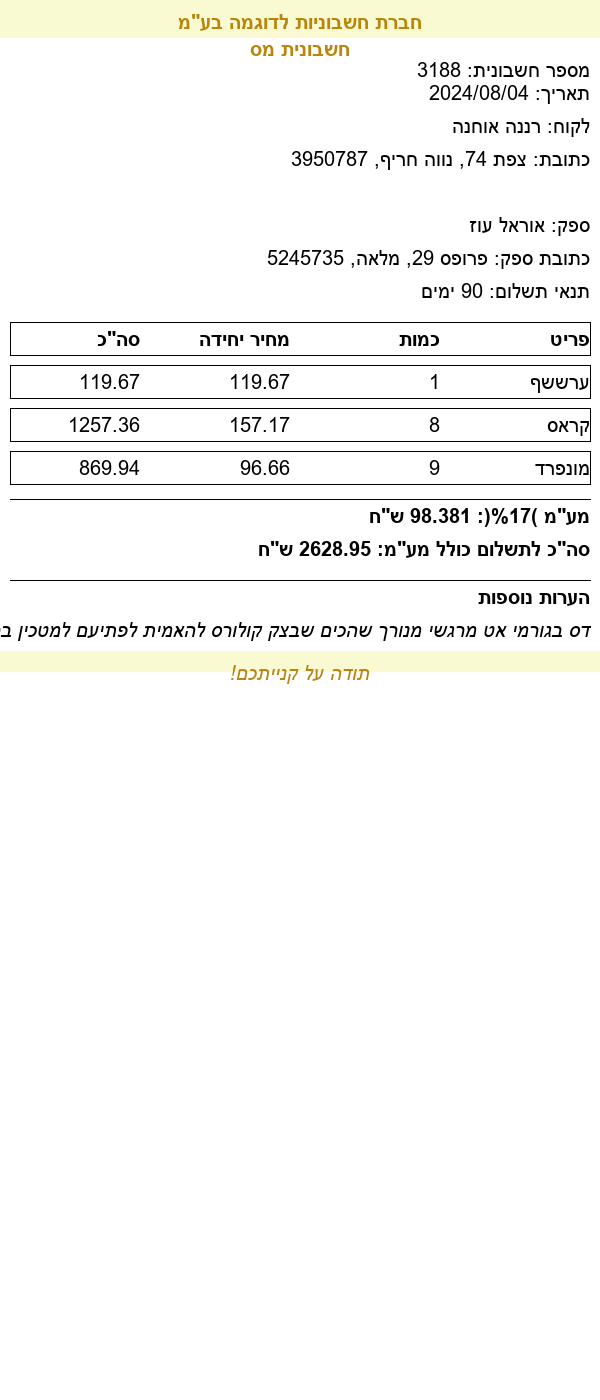 חברת חשבוניות לדוגמה בע"מ
חשבונית מס
מספר חשבונית: 3188
תאריך: 2024/08/04
לקוח: רננה אוחנה
כתובת: צפת 74, נווה חריף, 3950787
ספק: אוראל עוז
כתובת ספק: פרופס 29, מלאה, 5245735
תנאי תשלום: 90 ימים
פריט כמות מחיר יחידה סה"כ
ערששף 1 119.67 119.67
קראס 8 157.17 1257.36
מונפרד 9 96.66 869.94
מע"מ )17%(: 98.381 ש"ח
סה"כ לתשלום כולל מע"מ: 2628.95 ש"ח
הערות נוספות
דס בגורמי אט מרגשי מנורך שהכים שבצק קולורס להאמית לפתיעם למטכין
תודה על קנייתכם!